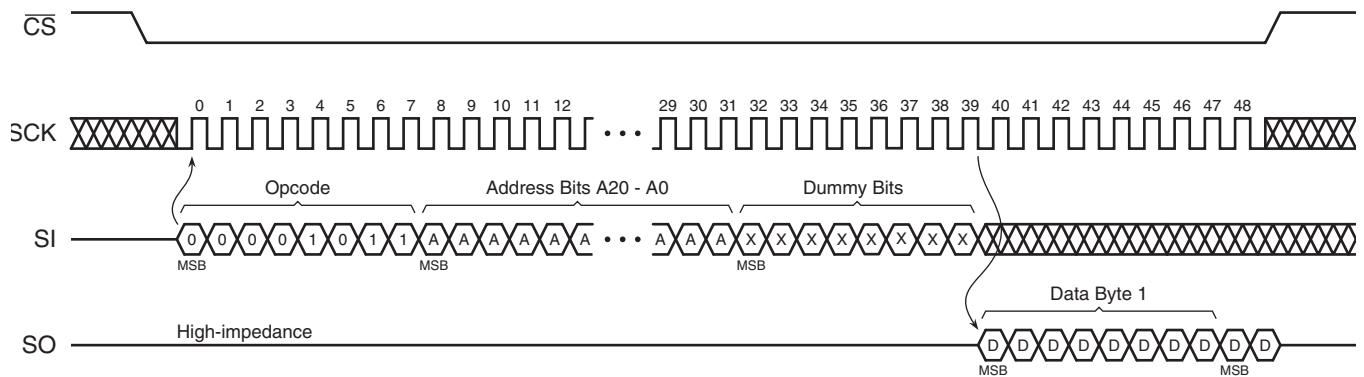 CS
0 1 2 3 4 5 6 7 8 9 10 11 12 29 30 31 32 33 34 35 36 37 38 39 40 41 42 43 44 45 46 47 48
SCK
Opcode Address Bits A20 - A0 Dummy Bits
SI 0 0 0 0 1 0 1 1 A A A A A A A A A X X X X X X X X
MSB MSB MSB
Data Byte 1
High-impedance
SO D D D D D D D D D D
MSB MSB